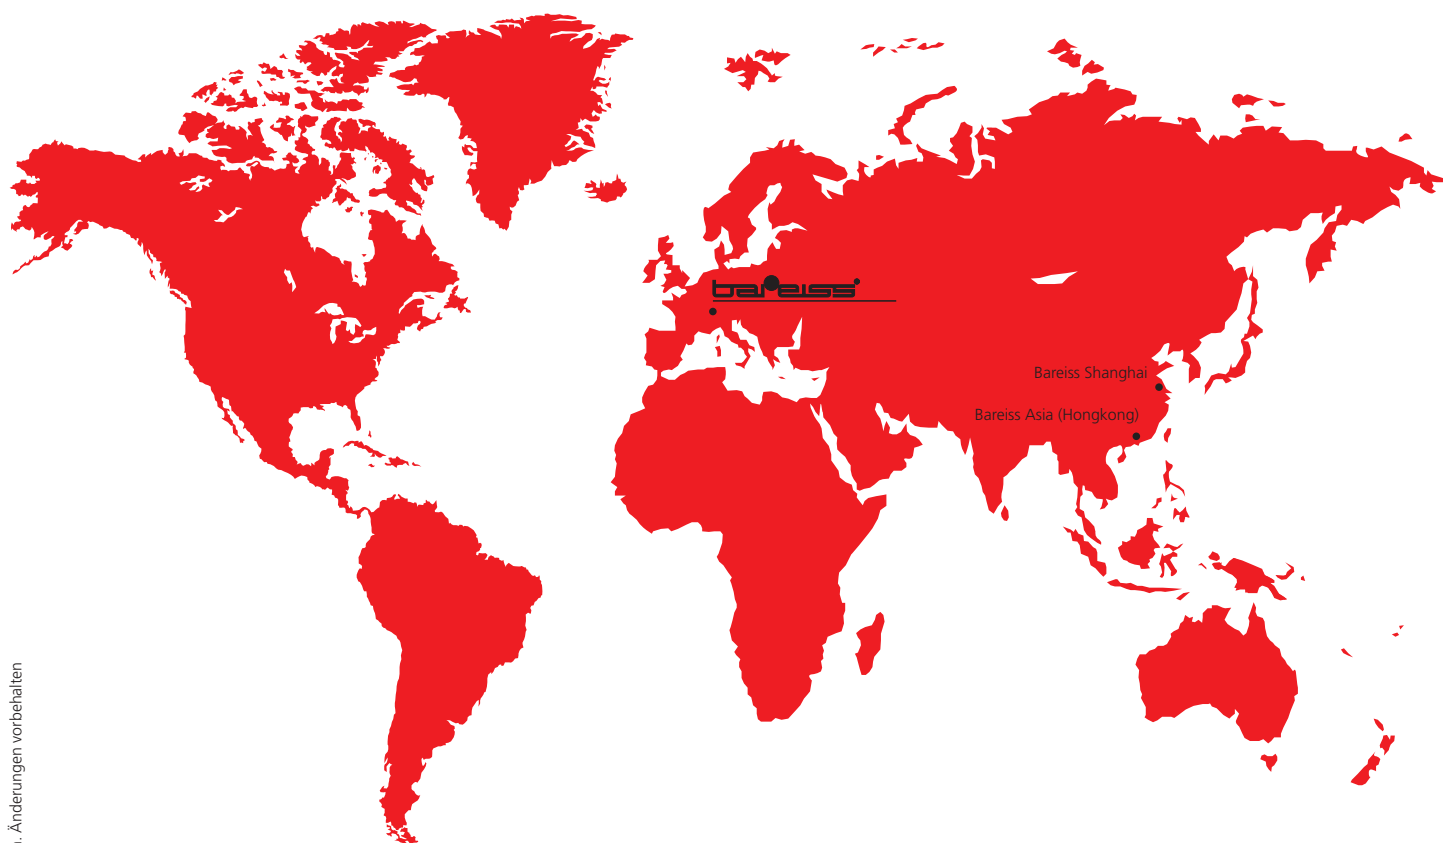 bareiss
Bareiss Shanghai
Bareiss Asia (Hongkong)
. Änderungen vorbehalten